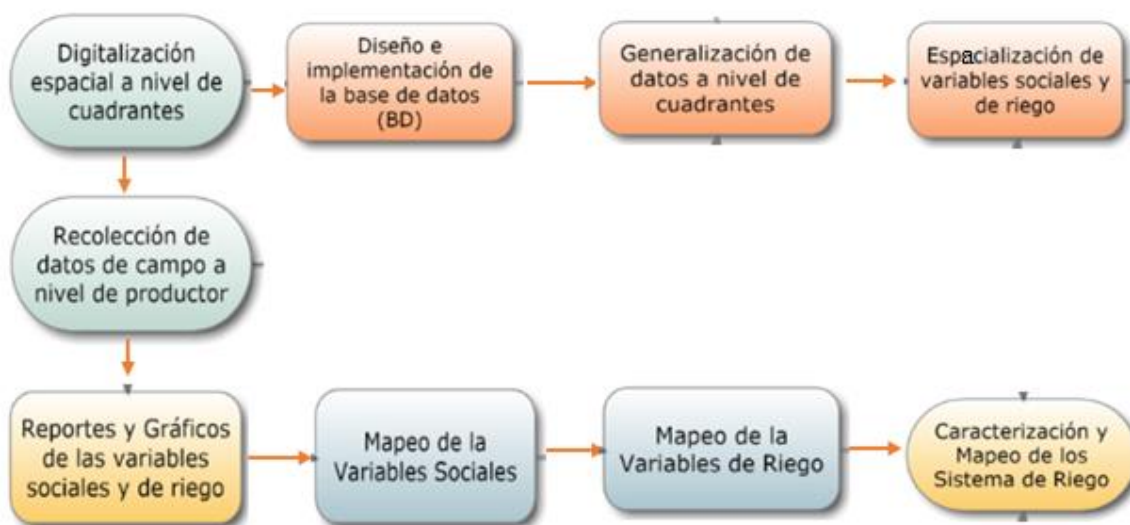 Digitalización
espacial a nivel de
cuadrantes
Diseño e
implementación de
la base de datos
(BD)
Generalización de
datos a nivel de
cuadrantes
Espacialización de
variables sociales y
de riego
Recolección de
datos de campo a
nivel de productor
Reportes y Gráficos
de las variables
sociales y de riego
Mapeo de la
Variables Sociales
Mapeo de la
Variables de Riego
Caracterización y
Mapeo de los
Sistema de Riego